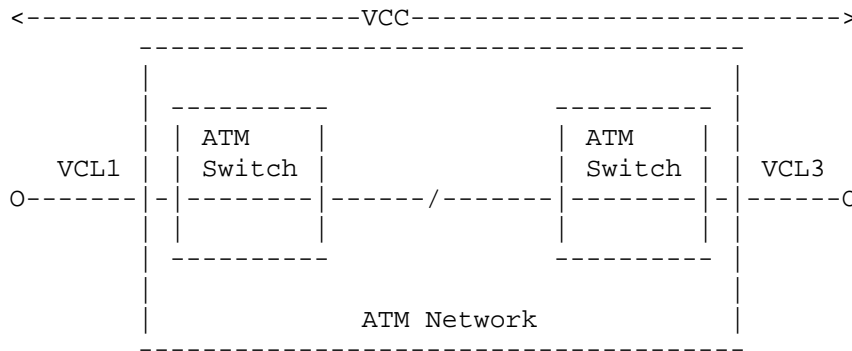 <---------------------VCC-------------------------->
ATM ATM
VCL1 Switch Switch VCL3
O-------|-|--------|------/-------|--------|-|------O
ATM Network